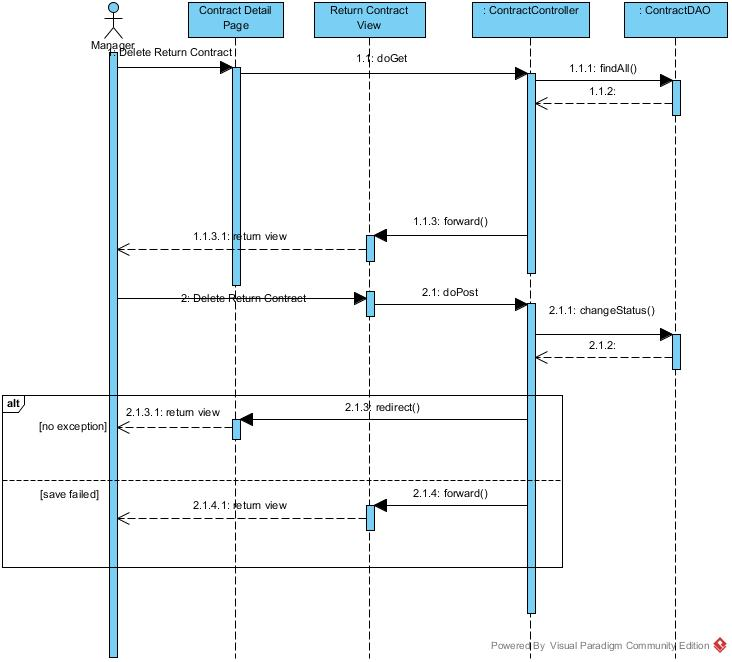 Contract Detail
Page
Return Contract
View
: ContractController
: ContractDAO
Manager
Delete Return Contract
1.1: doGet
1.1.1: findAll()
1.1.2:
1.1.3: forward()
1.1.3.1: return view
2: Delete Return Contract
2.1: doPost
2.1.1: changeStatus()
2.1.2:
alt
2.1.3: redirect()
2.1.3.1: return view
[no exception]
[save failed]
2.1.4: forward()
2.1.4.1: return view
Powered By Visual Paradigm Community Edition